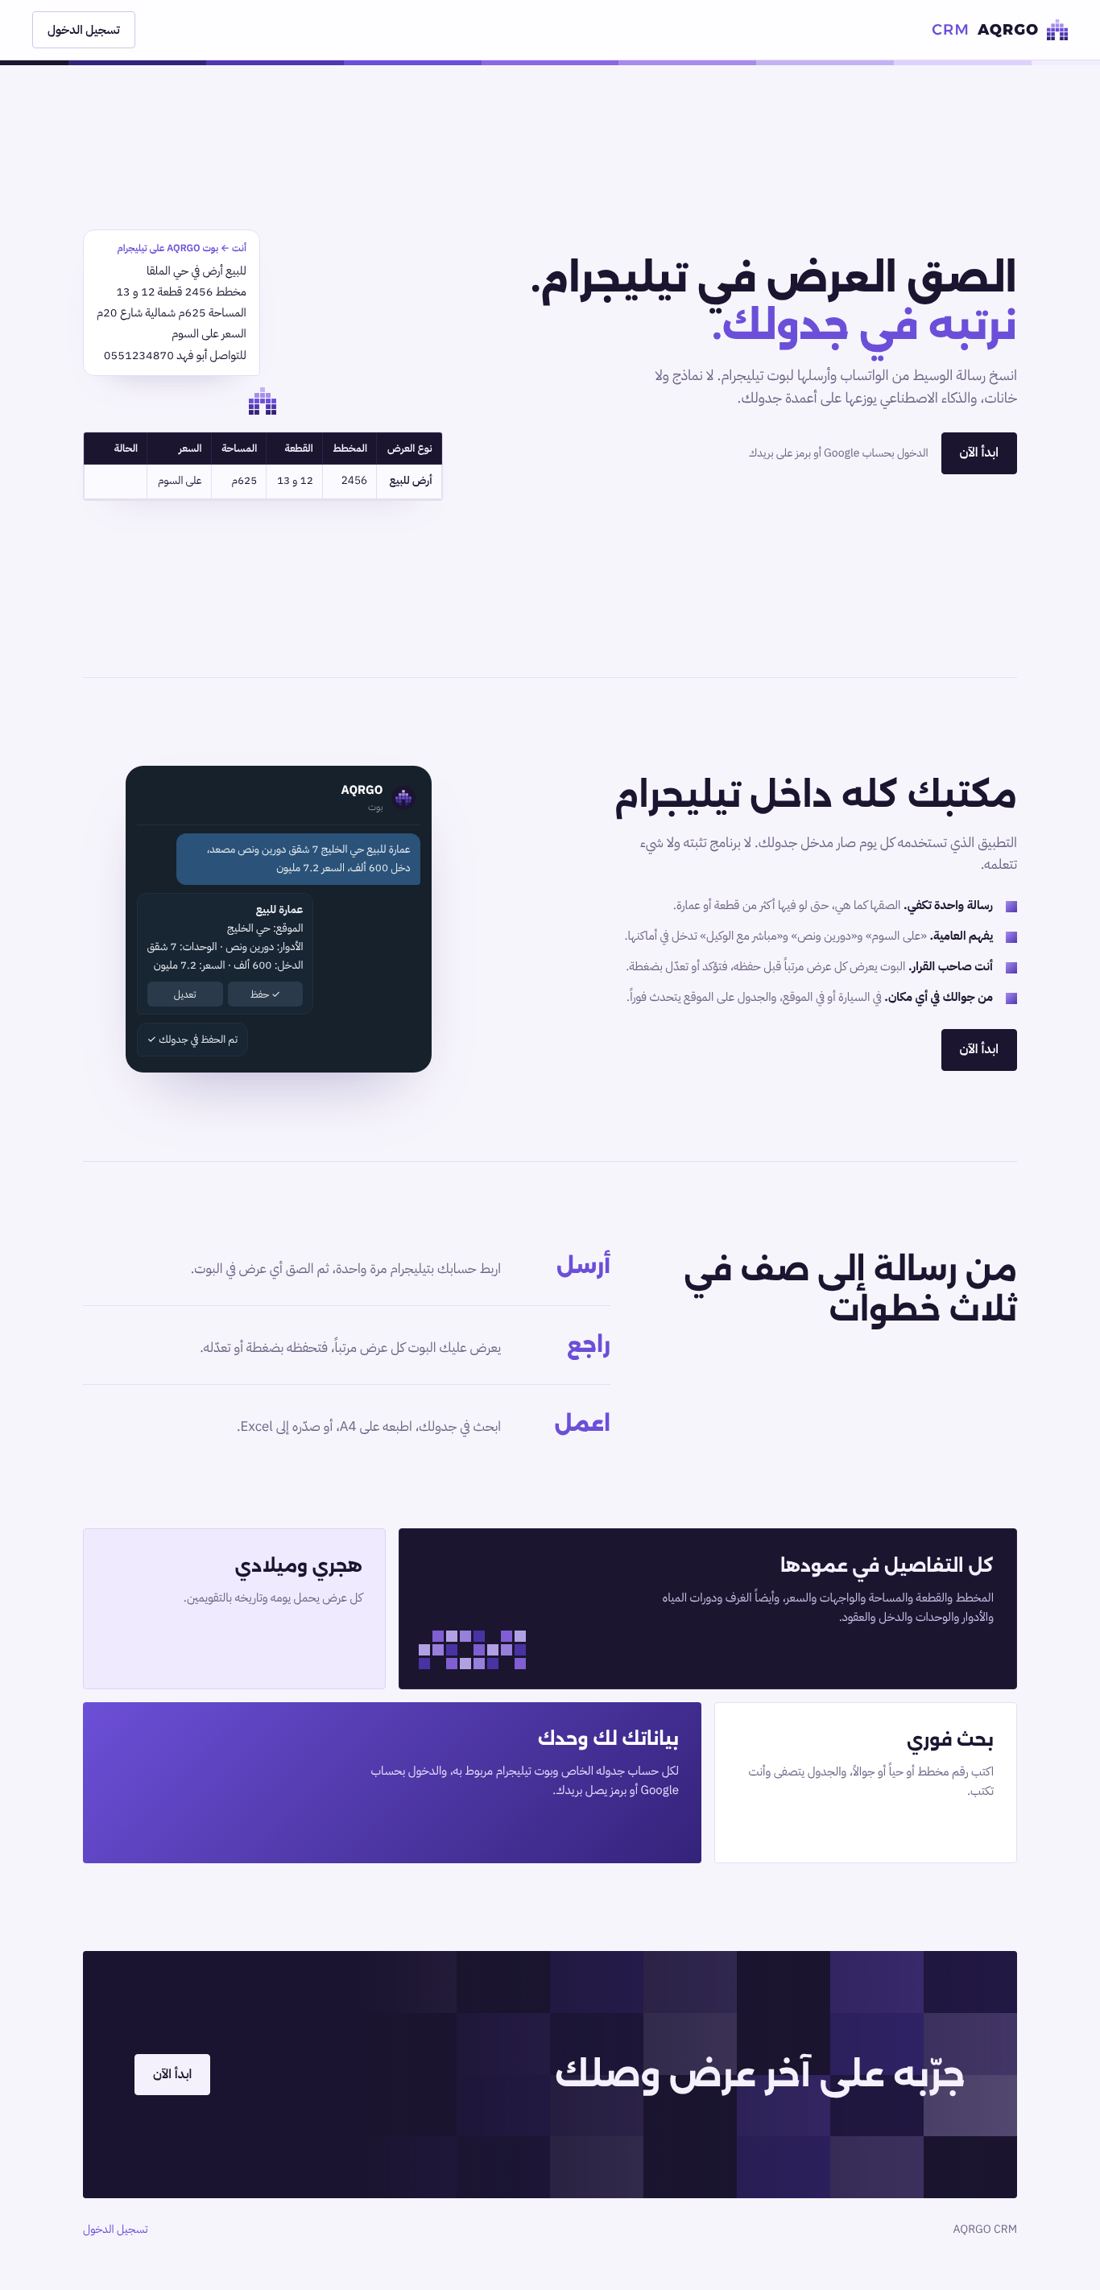 AQRGO CRM
تسجيل الدخول
الصق العرض في تيليجرام.
نرتبه في جدولك.
انسخ رسالة الوسيط من الواتساب وأرسلها لبوت تيليجرام. لا نماذج ولا
خانات، والذكاء الاصطناعي يوزعها على أعمدة جدولك.
ابدأ الآن
الدخول بحساب Google أو برمز على بريدك
أنت ← بوت AQRGO على تيليجرام
للبيع أرض في حي الملقا
مخطط 2456 قطعة 12 و 13
المساحة 625م شمالية شارع 20م
السعر على السوم
للتواصل أبو فهد 0551234870
نوع العرض المخطط القطعة المساحة السعر الحالة
أرض للبيع 2456 12 و 13 625م على السوم
مكتبك كله داخل تيليجرام
التطبيق الذي تستخدمه كل يوم صار مدخل جدولك. لا برنامج تثبته ولا شيء
تتعلمه.
رسالة واحدة تكفي. الصقها كما هي، حتى لو فيها أكثر من قطعة أو عمارة.
يفهم العامية. «على السوم» و«دورين ونص» و«مباشر مع الوكيل» تدخل في أماكنها.
أنت صاحب القرار. البوت يعرض كل عرض مرتباً قبل حفظه، فتؤكد أو تعدّل بضغطة.
من جوالك في أي مكان. في السيارة أو في الموقع، والجدول على الموقع يتحدث فوراً.
ابدأ الآن
AQRGO
بوت
عمارة للبيع حي الخليج 7 شقق دورين ونص مصعد،
دخل 600 ألف، السعر 7.2 مليون
عمارة للبيع
الموقع: حي الخليج
الأدوار: دورين ونص · الوحدات: 7 شقق
الدخل: 600 ألف · السعر: 7.2 مليون
✓ حفظ
تعديل
تم الحفظ في جدولك ✓
من رسالة إلى صف في
ثلاث خطوات
أرسل
اربط حسابك بتيليجرام مرة واحدة، ثم الصق أي عرض في البوت.
راجع
يعرض عليك البوت كل عرض مرتباً، فتحفظه بضغطة أو تعدّله.
اعمل
ابحث في جدولك، اطبعه على A4، أو صدّره إلى Excel.
كل التفاصيل في عمودها
المخطط والقطعة والمساحة والواجهات والسعر، وأيضاً الغرف ودورات المياه
والأدوار والوحدات والدخل والعقود.
هجري وميلادي
كل عرض يحمل يومه وتاريخه بالتقويمين.
بحث فوري
اكتب رقم مخطط أو حياً أو جوالاً، والجدول يتصفى وأنت
تكتب.
بياناتك لك وحدك
لكل حساب جدوله الخاص وبوت تيليجرام مربوط به، والدخول بحساب
Google أو برمز يصل بريدك.
جرّبه على آخر عرض وصلك
ابدأ الآن
AQRGO CRM
تسجيل الدخول